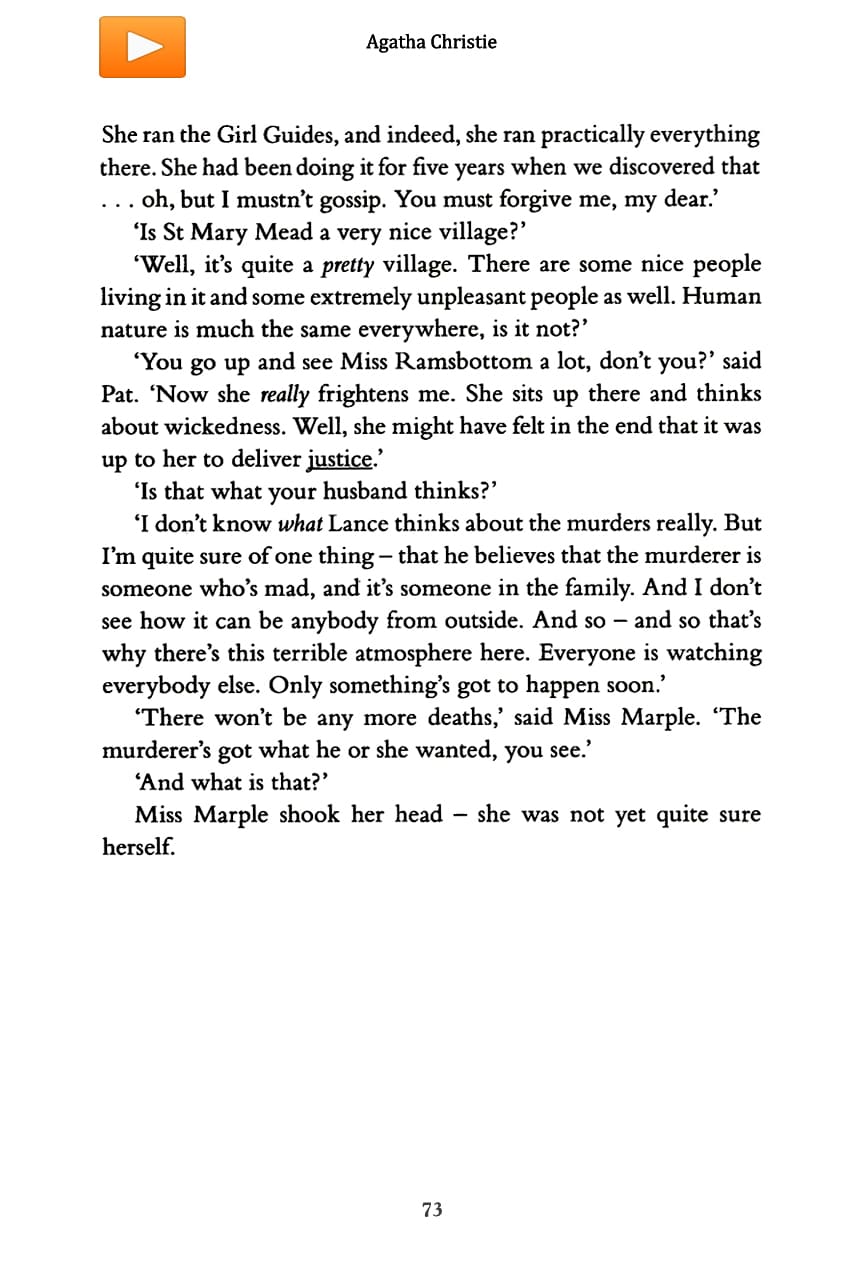 Agatha Christie
She ran the Girl Guides, and indeed, she ran practically everything
there. She had been doing it for five years when we discovered that
. . . oh, but I mustn’t gossip. You must forgive me, my dear.’
‘Is St Mary Mead a very nice village?’
‘Well, it’s quite a pretty village. There are some nice people
living in it and some extremely unpleasant people as well. Human
nature is much the same everywhere, is it not?’
‘You go up and see Miss Ramsbottom a lot, don’t you?’ said
Pat. ‘Now she really frightens me. She sits up there and thinks
about wickedness. Well, she might have felt in the end that it was
up to her to deliver justice.’
‘Is that what your husband thinks?’
‘I don’t know what Lance thinks about the murders really. But
I’m quite sure of one thing – that he believes that the murderer is
someone who’s mad, and it’s someone in the family. And I don’t
see how it can be anybody from outside. And so – and so that’s
why there’s this terrible atmosphere here. Everyone is watching
everybody else. Only something’s got to happen soon.’
‘There won’t be any more deaths,’ said Miss Marple. ‘The
murderer’s got what he or she wanted, you see.’
‘And what is that?’
Miss Marple shook her head – she was not yet quite sure
herself.
73